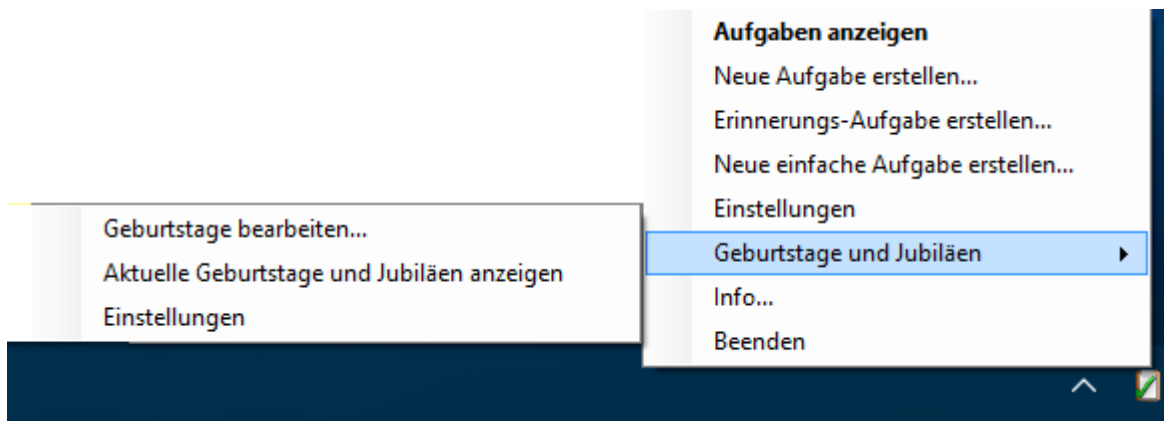 Aufgaben anzeigen
Neue Aufgabe erstellen...
Erinnerungs-Aufgabe erstellen...
Neue einfache Aufgabe erstellen...
Einstellungen
Geburtstage und Jubiläen
Info...
Beenden
Geburtstage bearbeiten...
Aktuelle Geburtstage und Jubiläen anzeigen
Einstellungen